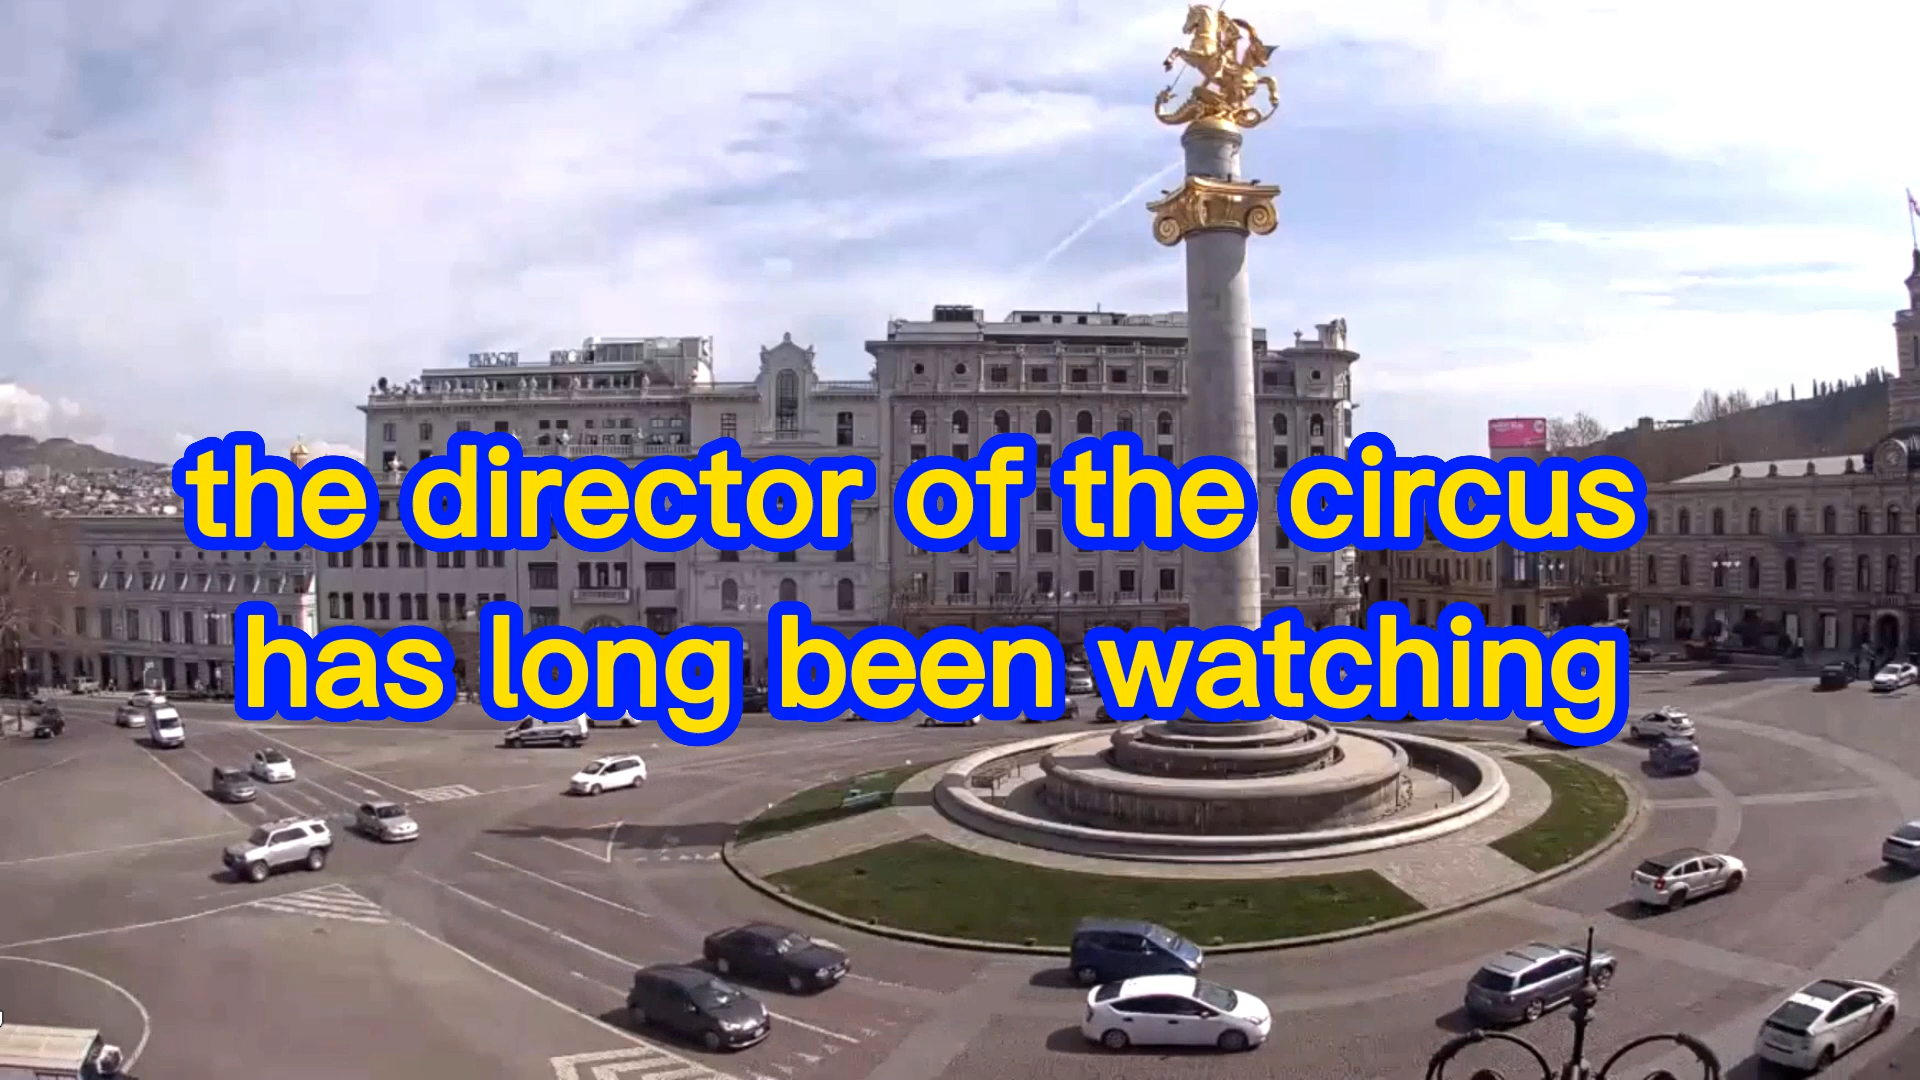 the director of the circus
has long been watching